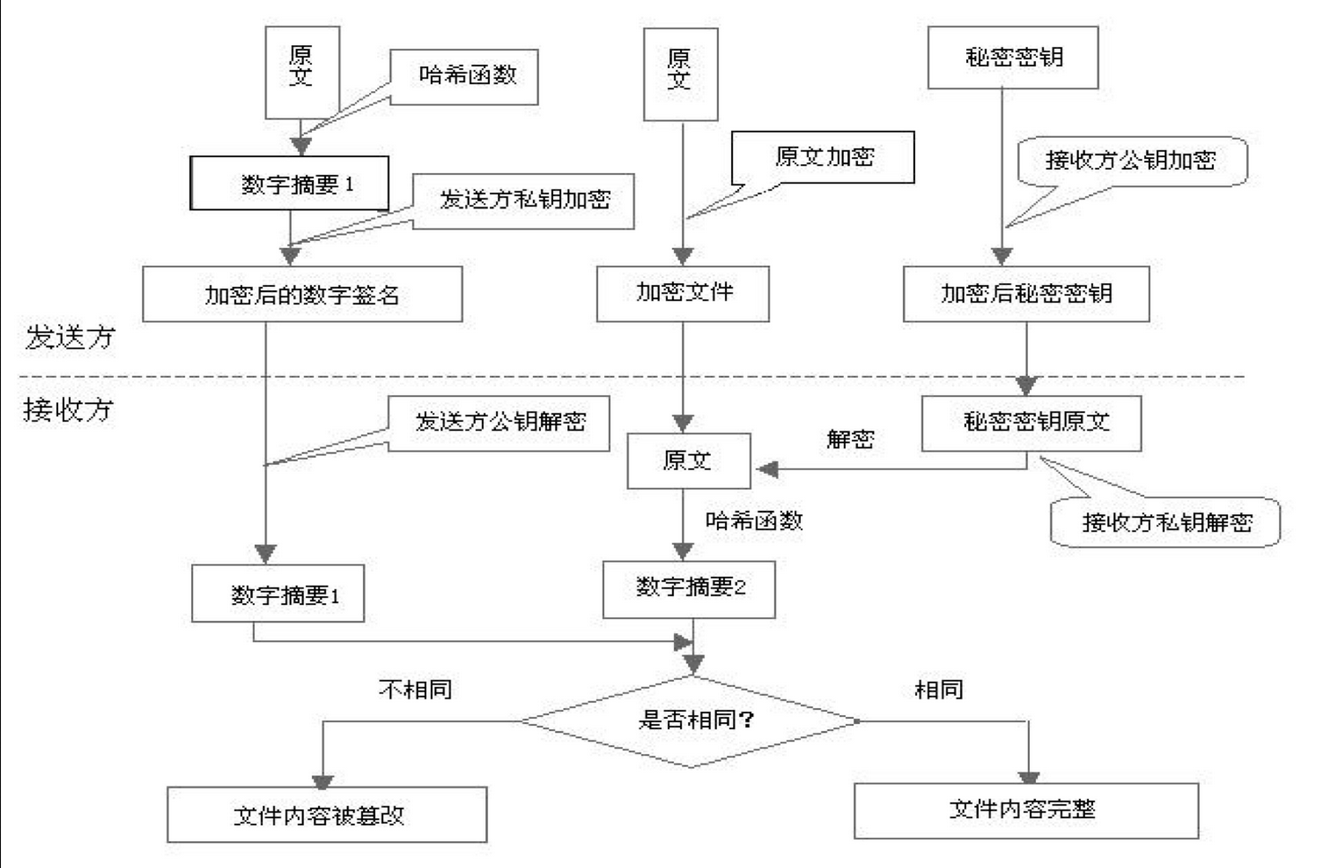 原
文
哈希函数
原
文
秘密密钥
数字摘要1
原文加密
接收方公钥加密
发送方私钥加密
加密后的数字签名
加密文件
加密后秘密密钥
发送方
接收方
发送方公钥解密
原文
解密
秘密密钥原文
哈希函数
接收方私钥解密
数字摘要1
数字摘要2
不相同
是否相同?
相同
文件内容被篡改
文件内容完整